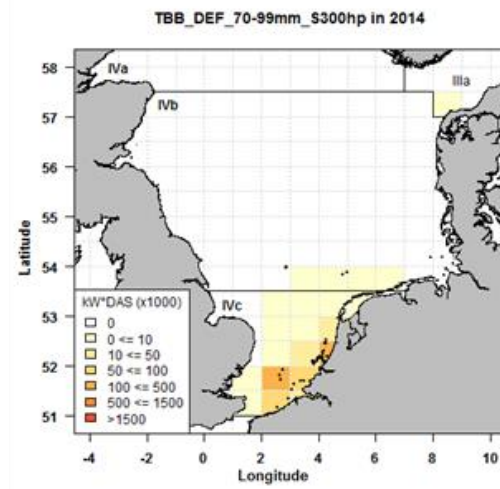 TBB_DEF_70-99mm_S300hp in 2014
58
57
56
55
54
53
52
51
Latitude
IVa
IIIa
IVb
IVc
kW*DAS (x1000)
0
0 <= 10
10 <= 50
50 <= 100
100 <= 500
500 <= 1500
>1500
-4 -2 0 2 4 6 8 10
Longitude